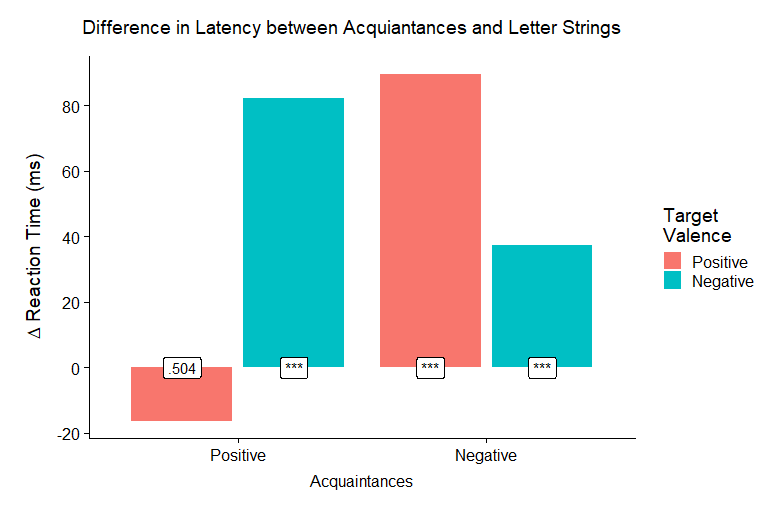 Difference in Latency between Acquiantances and Letter Strings
Δ Reaction Time (ms)
80
60
40
20
0
-20
.504
***
***
***
Positive
Negative
Acquaintances
Target
Valence
Positive
Negative